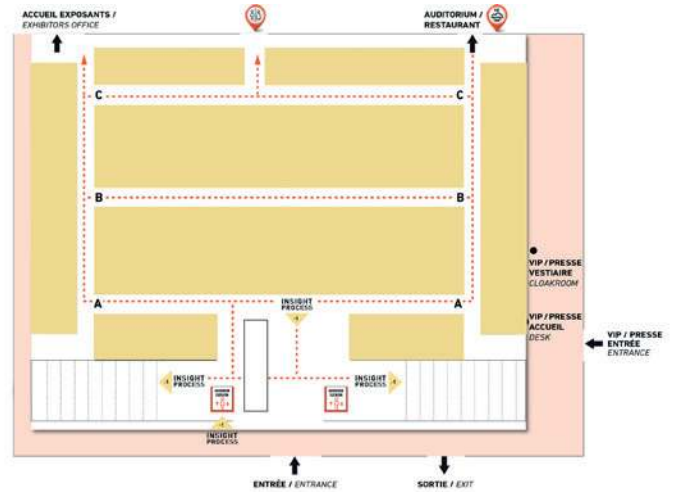 ACCUEIL EXPOSANTS /
EXHIBITORS OFFICE
AUDITORIUM /
RESTAURANT
C
C
B
B
VIP / PRESSE
VESTIAIRE
CLOAKROOM
A
INSIGHT
PROCESS
A
VIP / PRESSE
ACCUEIL
DESK
VIP / PRESSE
ENTRÉE
ENTRANCE
INSIGHT
PROCESS
INSIGHT
PROCESS
INSIGHT
PROCESS
ENTRÉE / ENTRANCE
SORTIE / EXIT